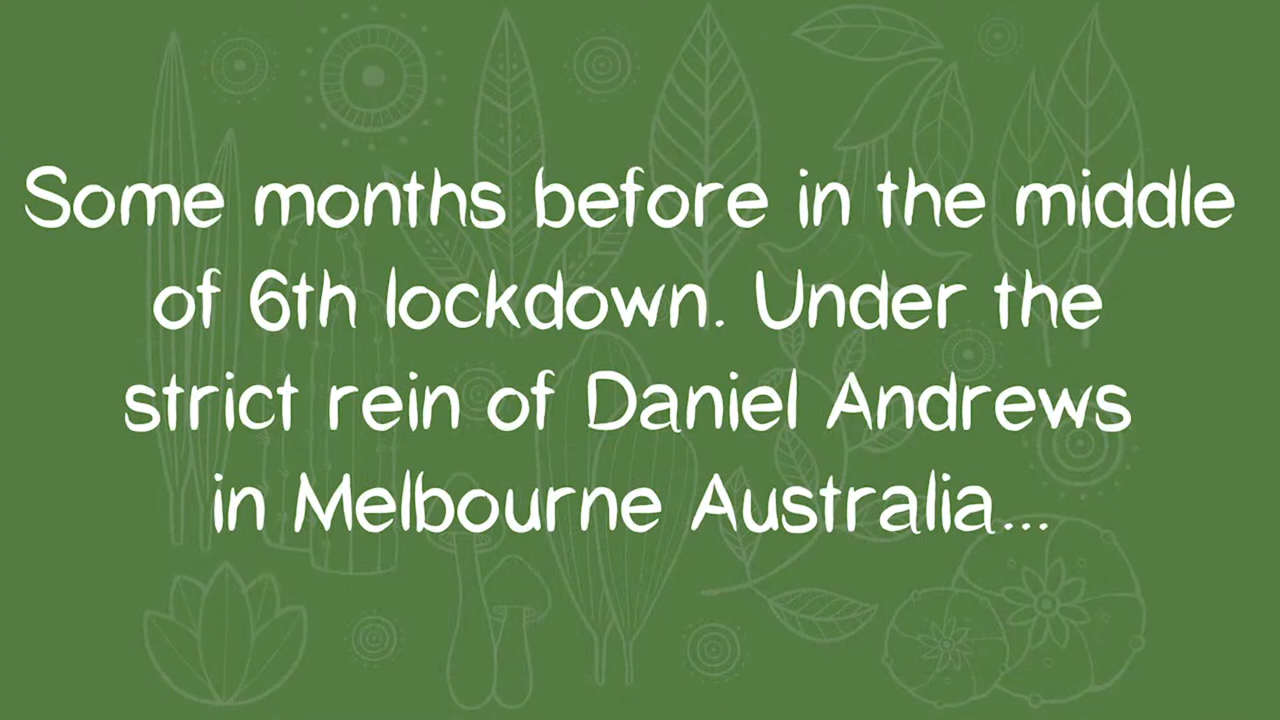 Some months before in the middle
of 6th lockdown. Under the
strict rein of Daniel Andrews
in Melbourne Australia...